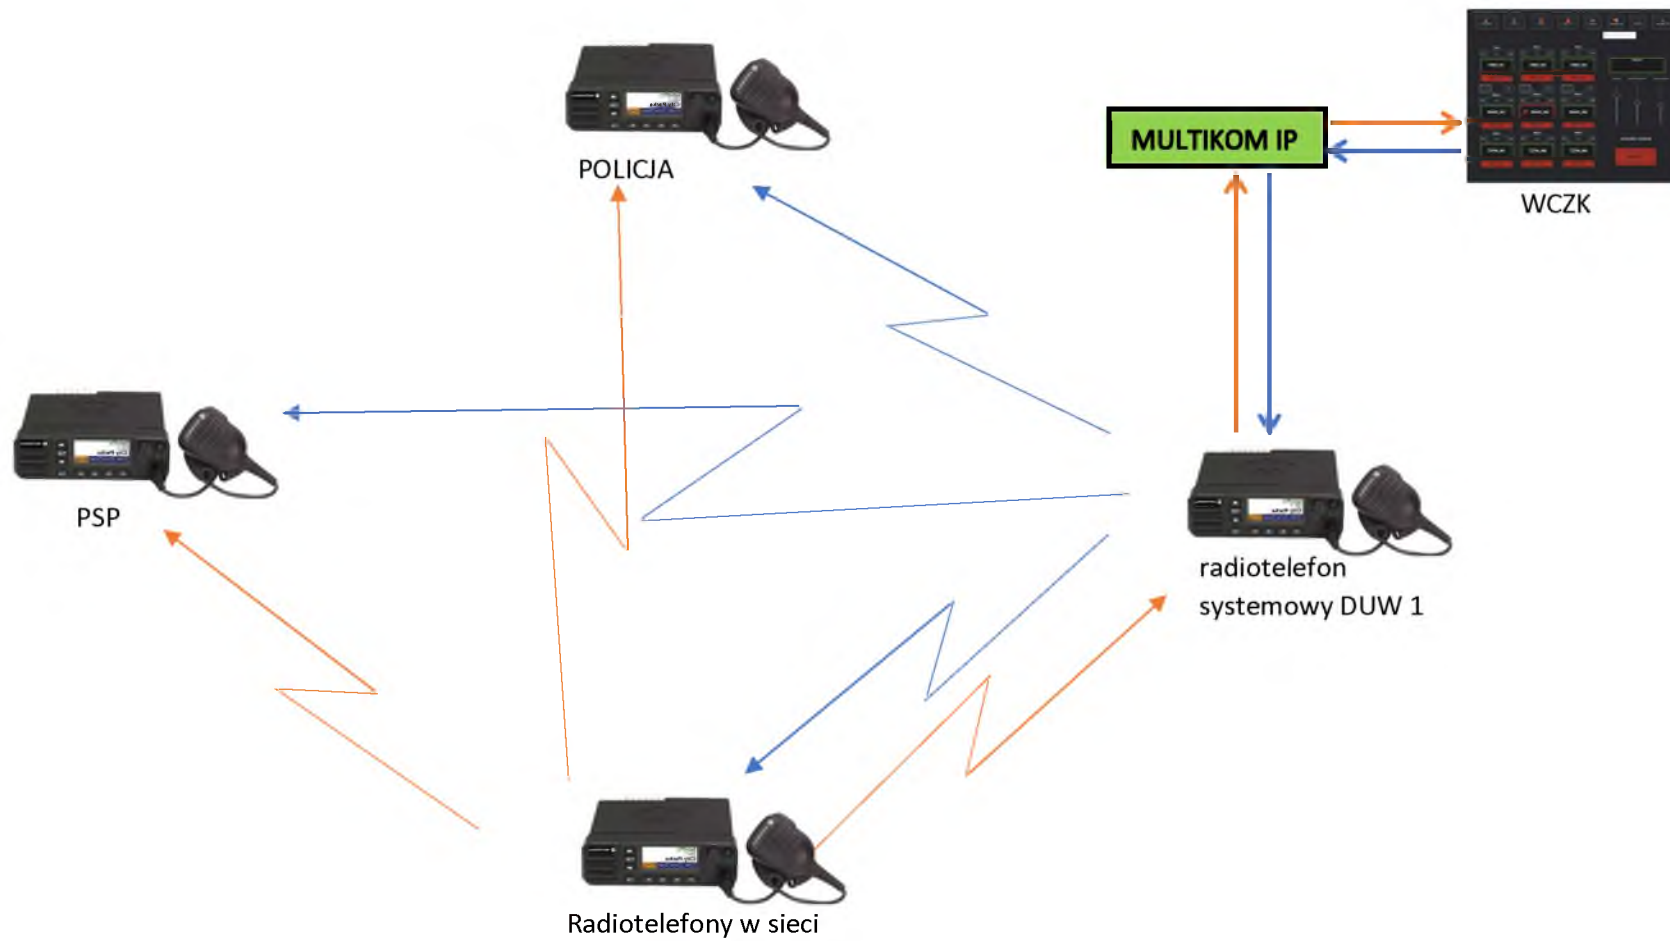 POLICJA
MULTIKOM IP
WCZK
PSP
radiotelefon
systemowy DUW 1
Radiotelefony w sieci